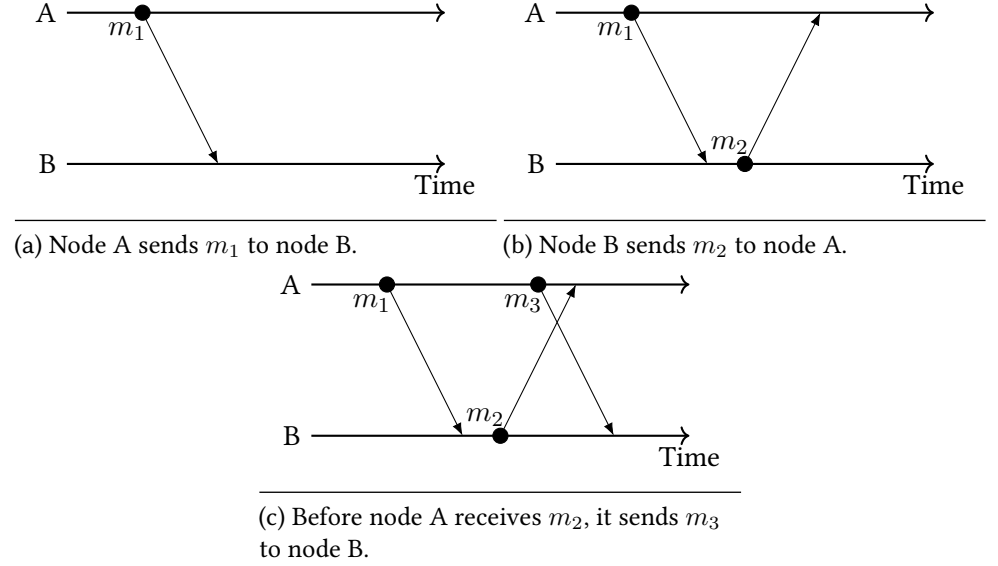 A
m₁
B
Time
(a) Node A sends m₁ to node B.
A
m₁
m₂
B
Time
(b) Node B sends m₂ to node A.
A
m₁
m₃
m₂
B
Time
(c) Before node A receives m₂, it sends m₃
to node B.